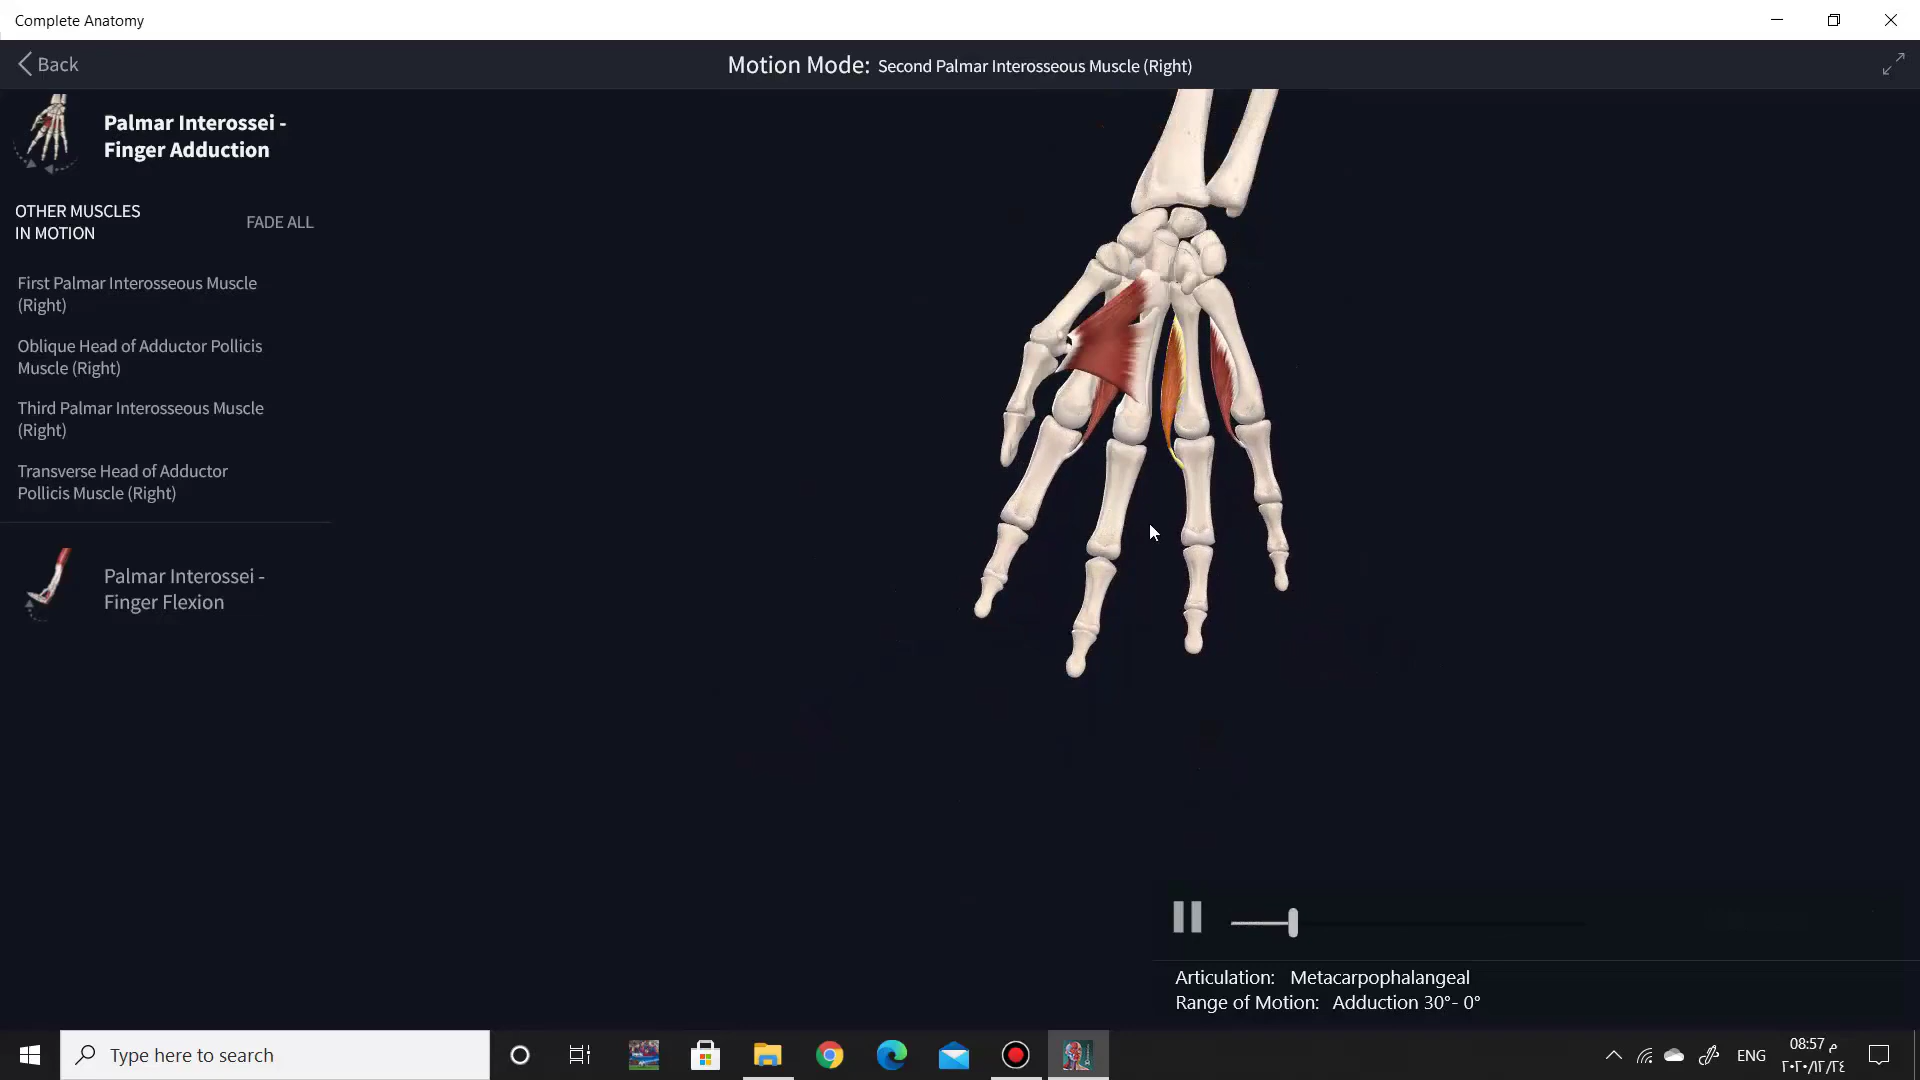 Complete Anatomy
Back
Motion Mode: Second Palmar Interosseous Muscle (Right)
Palmar Interossei -
Finger Adduction
OTHER MUSCLES
IN MOTION
FADE ALL
First Palmar Interosseous Muscle
(Right)
Oblique Head of Adductor Pollicis
Muscle (Right)
Third Palmar Interosseous Muscle
(Right)
Transverse Head of Adductor
Pollicis Muscle (Right)
Palmar Interossei -
Finger Flexion
Articulation: Metacarpophalangeal
Range of Motion: Adduction 30°- 0°
Type here to search
ENG
08:57 م
٢٠٢٠/١٢/٢٤